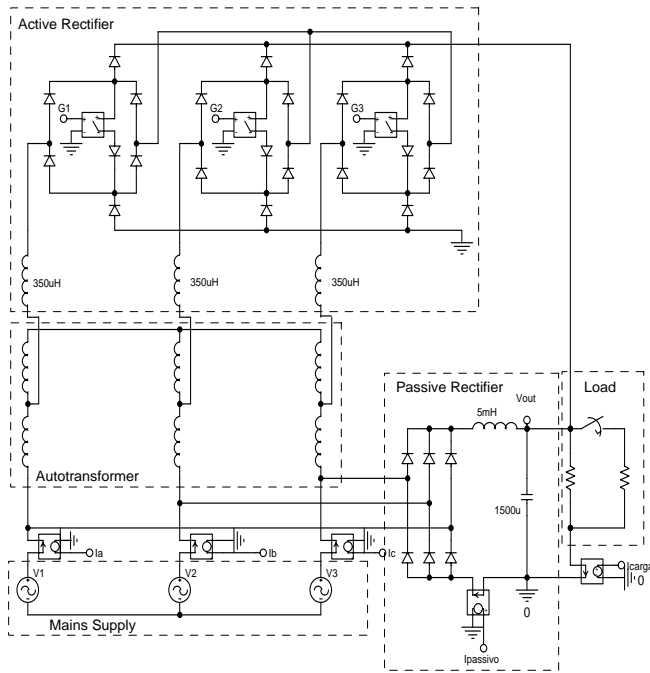 Active Rectifier
G1
G2
G3
350uH
350uH
350uH
Passive Rectifier
Load
Vout
5mH
1500u
Autotransformer
Ia
Ib
Ic
V1
V2
V3
Icarga
0
0
Mains Supply
Ipassivo